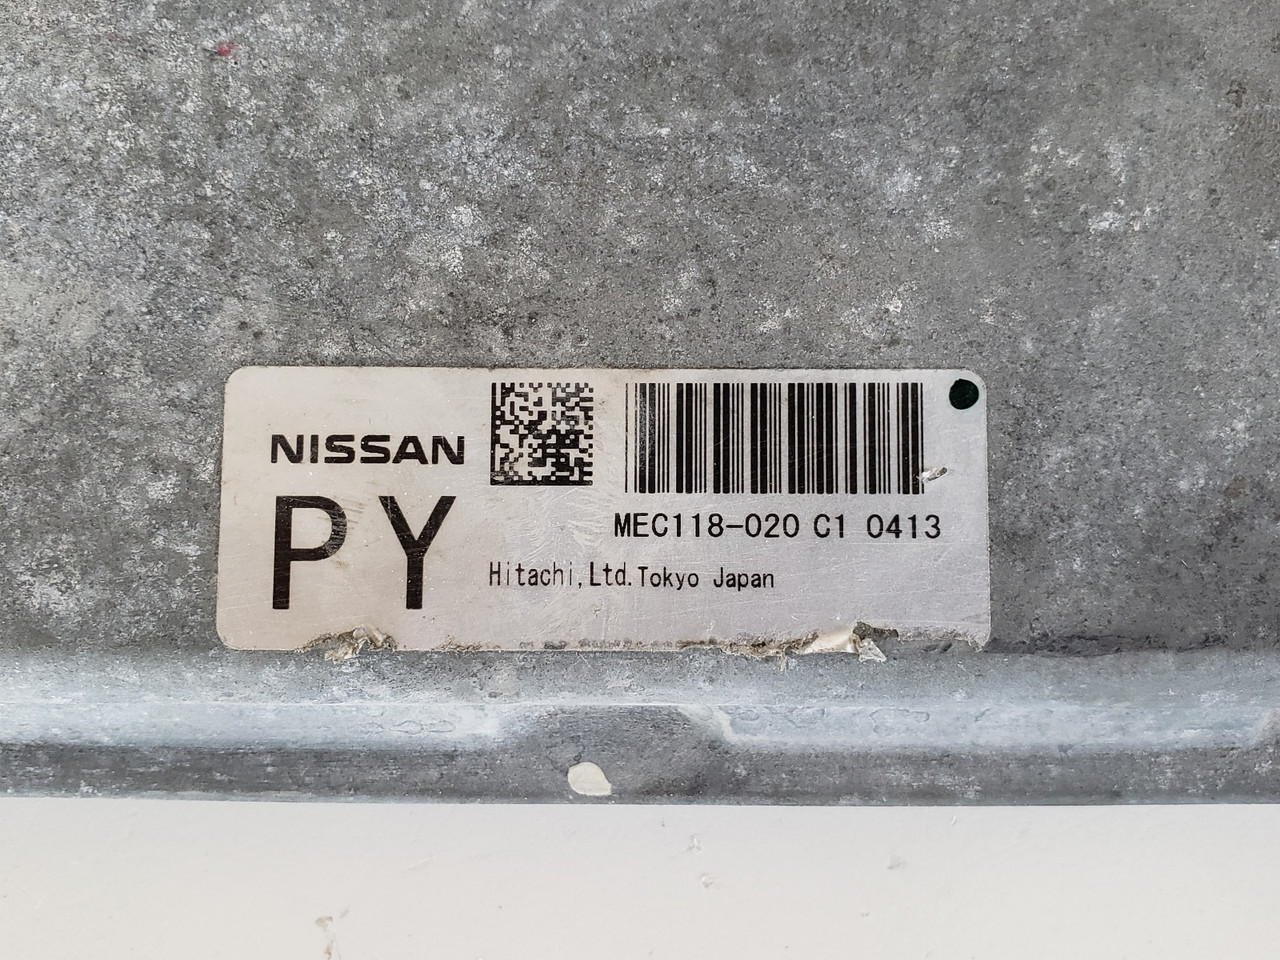 NISSAN
PY
MEC118-020 C1 0413
Hitachi,Ltd.Tokyo Japan